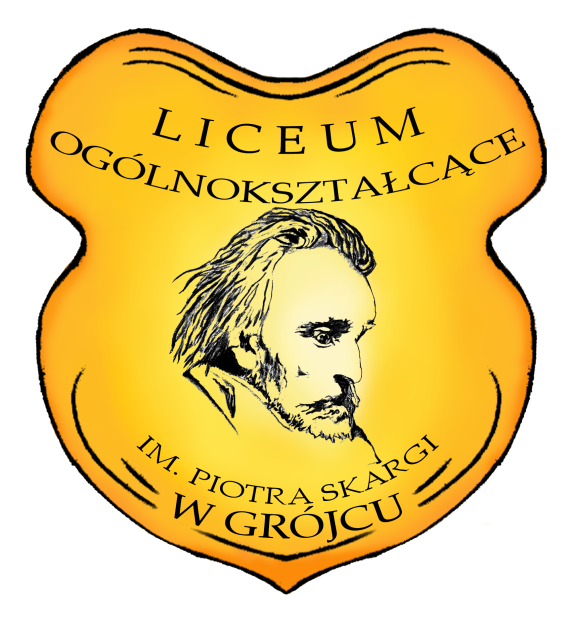 LICEUM
OGÓLNOKSZTAŁCĄCE
IM. PIOTRA SKARGI
W GRÓJCU